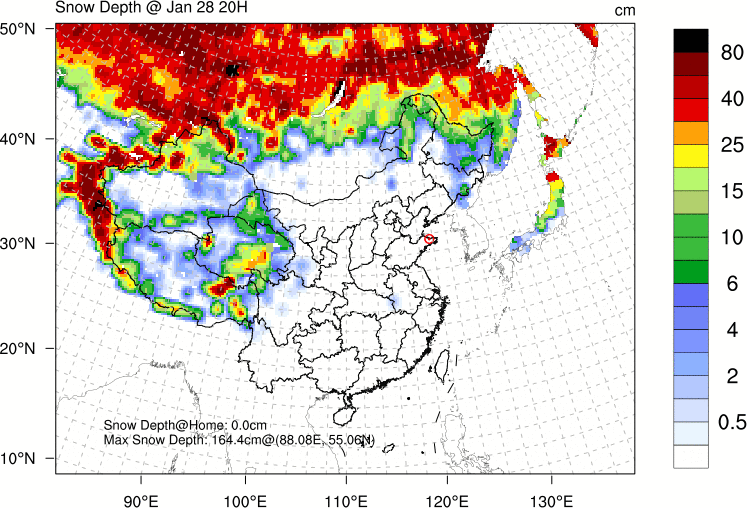 Snow Depth @ Jan 28 20H
cm
50°N
40°N
30°N
20°N
10°N
80
40
25
15
10
6
4
2
0.5
Snow Depth@Home: 0.0cm
Max Snow Depth: 164.4cm@(88.08E, 55.06N)
90°E
100°E
110°E
120°E
130°E